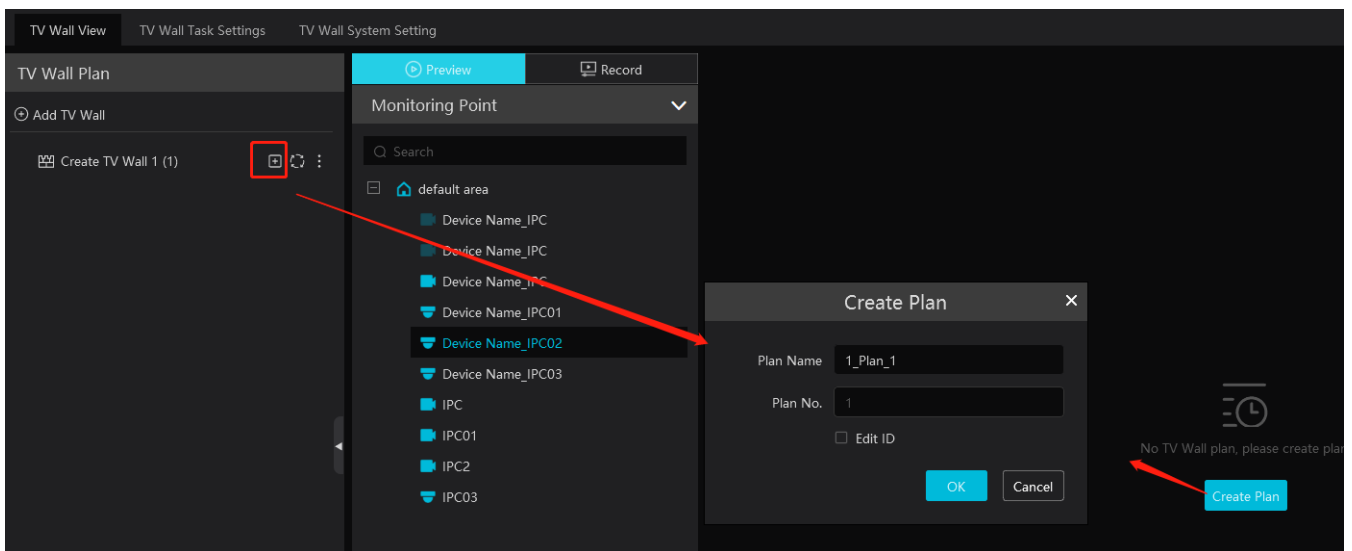 TV Wall View
TV Wall Task Settings
TV Wall System Setting
TV Wall Plan
Add TV Wall
Create TV Wall 1 (1)
Preview
Record
Monitoring Point
Search
default area
Device Name_IPC
Device Name_IPC
Device Name_IPC
Device Name_IPC01
Device Name_IPC02
Device Name_IPC03
IPC
IPC01
IPC2
IPC03
Create Plan
Plan Name 1_Plan_1
Plan No. 1
Edit ID
OK
Cancel
No TV Wall plan, please create plan
Create Plan